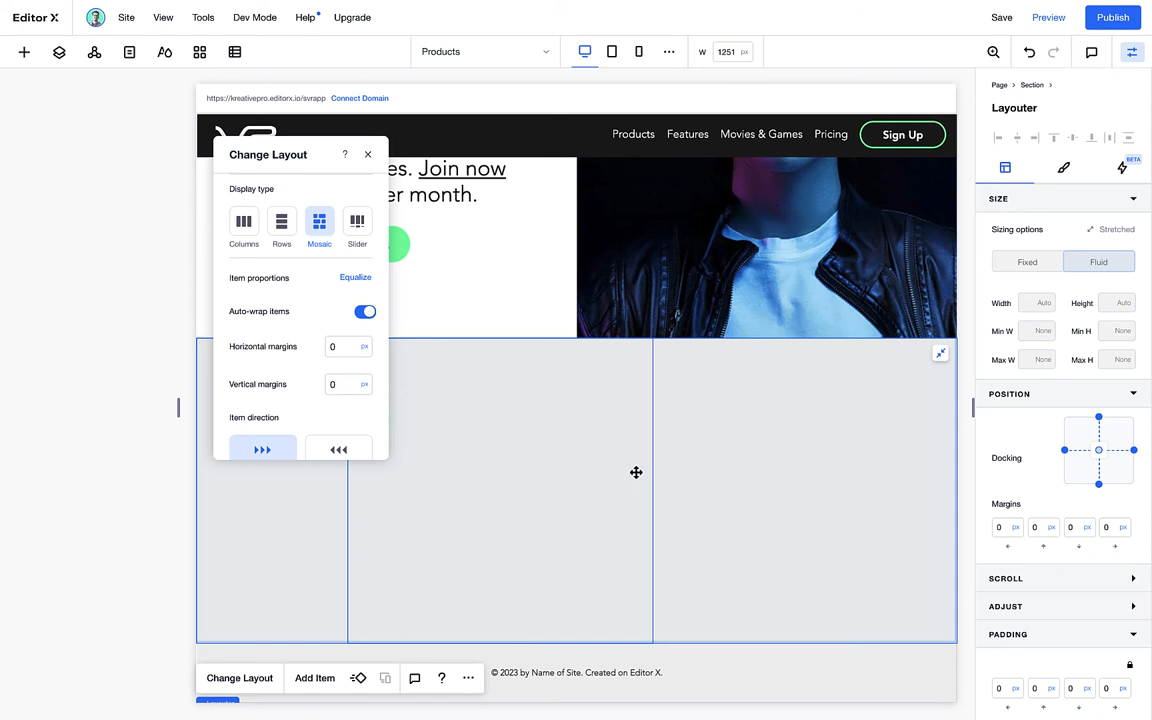 Editor X
Site
View
Tools
Dev Mode
Help
Upgrade
Save
Preview
Publish
Products
W
1251
px
https://kreativepro.editorx.io/svrapp
Connect Domain
Products
Features
Movies & Games
Pricing
Sign Up
es. Join now
er month.
Change Layout
?
Display type
Columns
Rows
Mosaic
Slider
Item proportions
Equalize
Auto-wrap items
Horizontal margins
0
px
Vertical margins
0
px
Item direction
© 2023 by Name of Site. Created on Editor X.
Change Layout
Add Item
?
Page
Section
Layouter
BETA
SIZE
Sizing options
Stretched
Fixed
Fluid
Width
Auto
Height
Auto
Min W
None
Min H
None
Max W
None
Max H
None
POSITION
Docking
Margins
0 px
0 px
0 px
0 px
SCROLL
ADJUST
PADDING
0 px
0 px
0 px
0 px